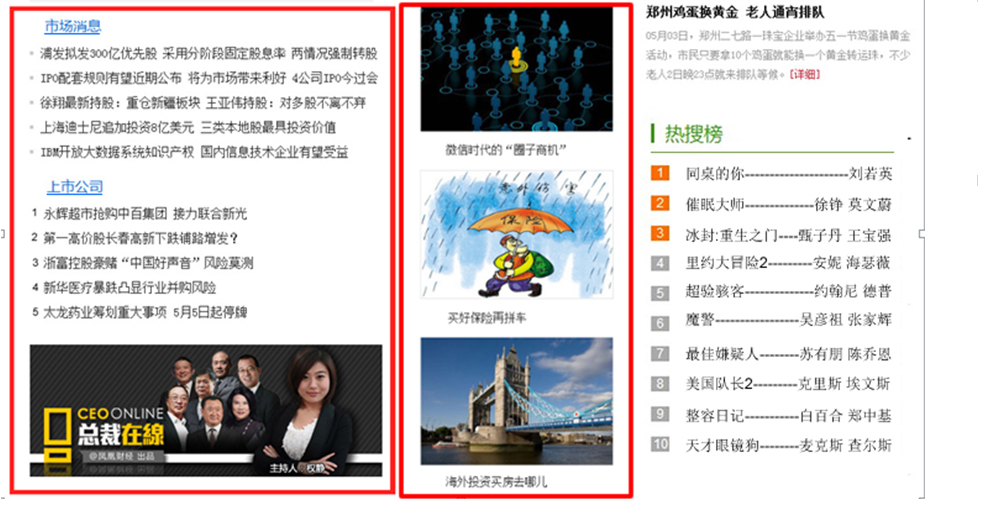 市场消息
浦发拟发300亿优先股 采用分阶段固定股息率 两情况强制转股
IPO配套规则有望近期公布 将为市场带来利好 4公司IPO今过会
徐翔最新持股：重仓新疆板块 王亚伟持股：对多股不离不弃
上海迪士尼追加投资8亿美元 三类本地股最具投资价值
IBM开放大数据系统知识产权 国内信息技术企业有望受益
上市公司
1 永辉超市抢购中百集团 接力联合新光
2 第一高价股长春高新下跌铺路增发？
3 浙富控股豪赌“中国好声音”风险莫测
4 新华医疗暴跌凸显行业并购风险
5 太龙药业筹划重大事项 5月5日起停牌
CEO ONLINE
总裁在線
@凤凰财经 出品
主持人 权静
微信时代的“圈子商机”
意外伤害
保险
买好保险再拼车
海外投资买房去哪儿
郑州鸡蛋换黄金 老人通宵排队
05月03日，郑州二七路一珠宝企业举办五一节鸡蛋换黄金
活动，市民只要拿10个鸡蛋就能换一个黄金转运珠，不少
老人2日晚23点就来排队等候。[详细]
热搜榜
1 同桌的你---------------------刘若英
2 催眠大师--------------徐铮 莫文蔚
3 冰封:重生之门----甄子丹 王宝强
4 里约大冒险2---------安妮 海瑟薇
5 超验骇客--------------约翰尼 德普
6 魔警------------------吴彦祖 张家辉
7 最佳嫌疑人--------苏有朋 陈乔恩
8 美国队长2---------克里斯 埃文斯
9 整容日记-----------白百合 郑中基
10 天才眼镜狗-------麦克斯 查尔斯